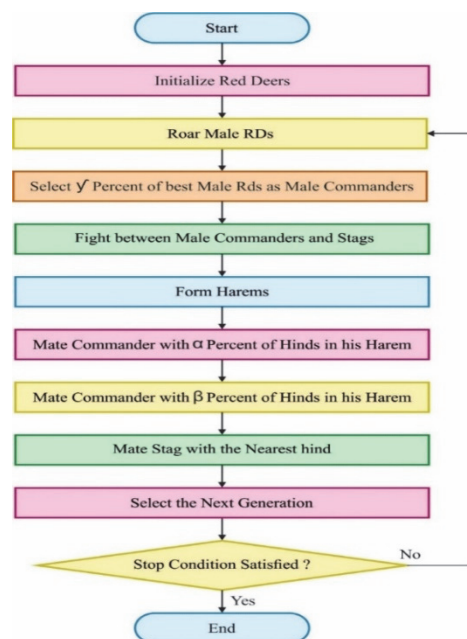 Start
Initialize Red Deers
Roar Male RDs
Select ƴ Percent of best Male Rds as Male Commanders
Fight between Male Commanders and Stags
Form Harems
Mate Commander with α Percent of Hinds in his Harem
Mate Commander with β Percent of Hinds in his Harem
Mate Stag with the Nearest hind
Select the Next Generation
Stop Condition Satisfied ?
No
Yes
End